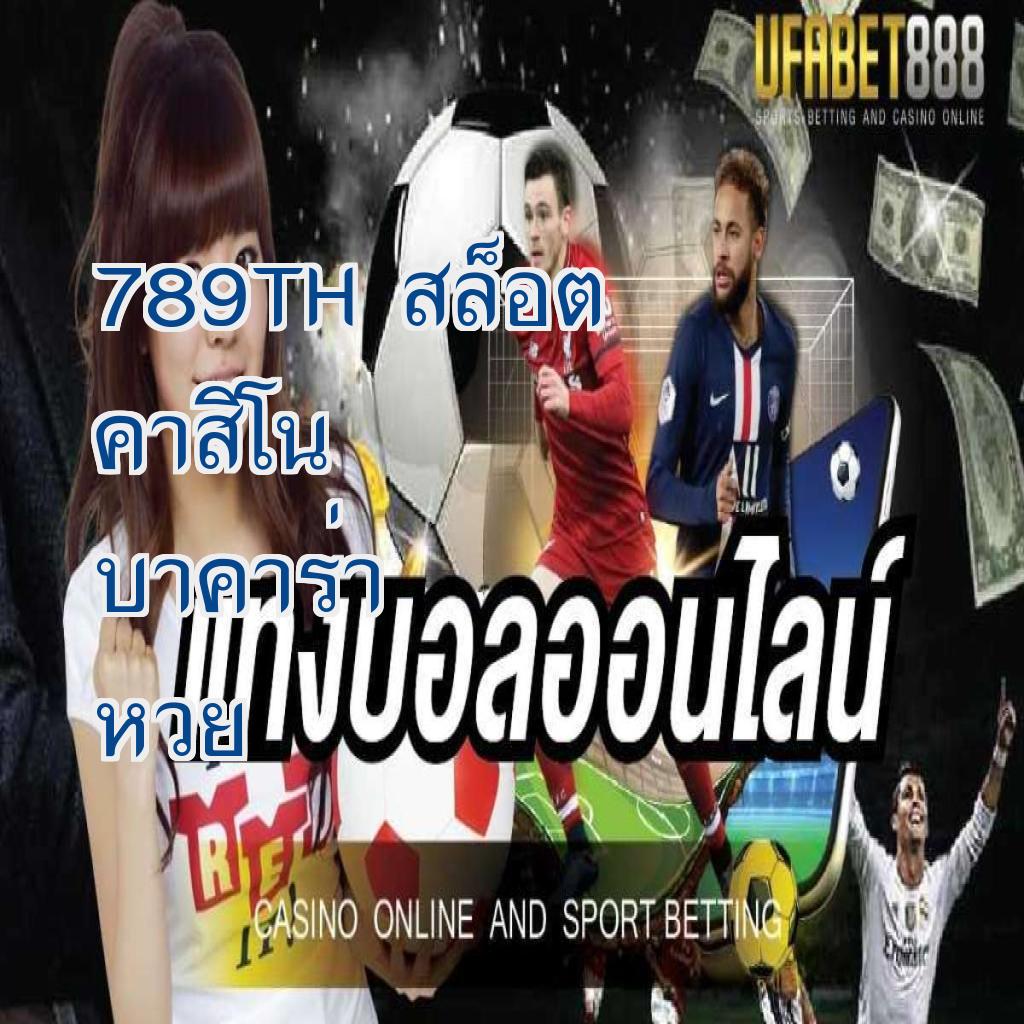 UFABET888
SPORTS BETTING AND CASINO ONLINE
789TH สล็อต
คาสิโน
บาคาร่า
หวย
แทงบอลออนไลน์
CASINO ONLINE AND SPORT BETTING